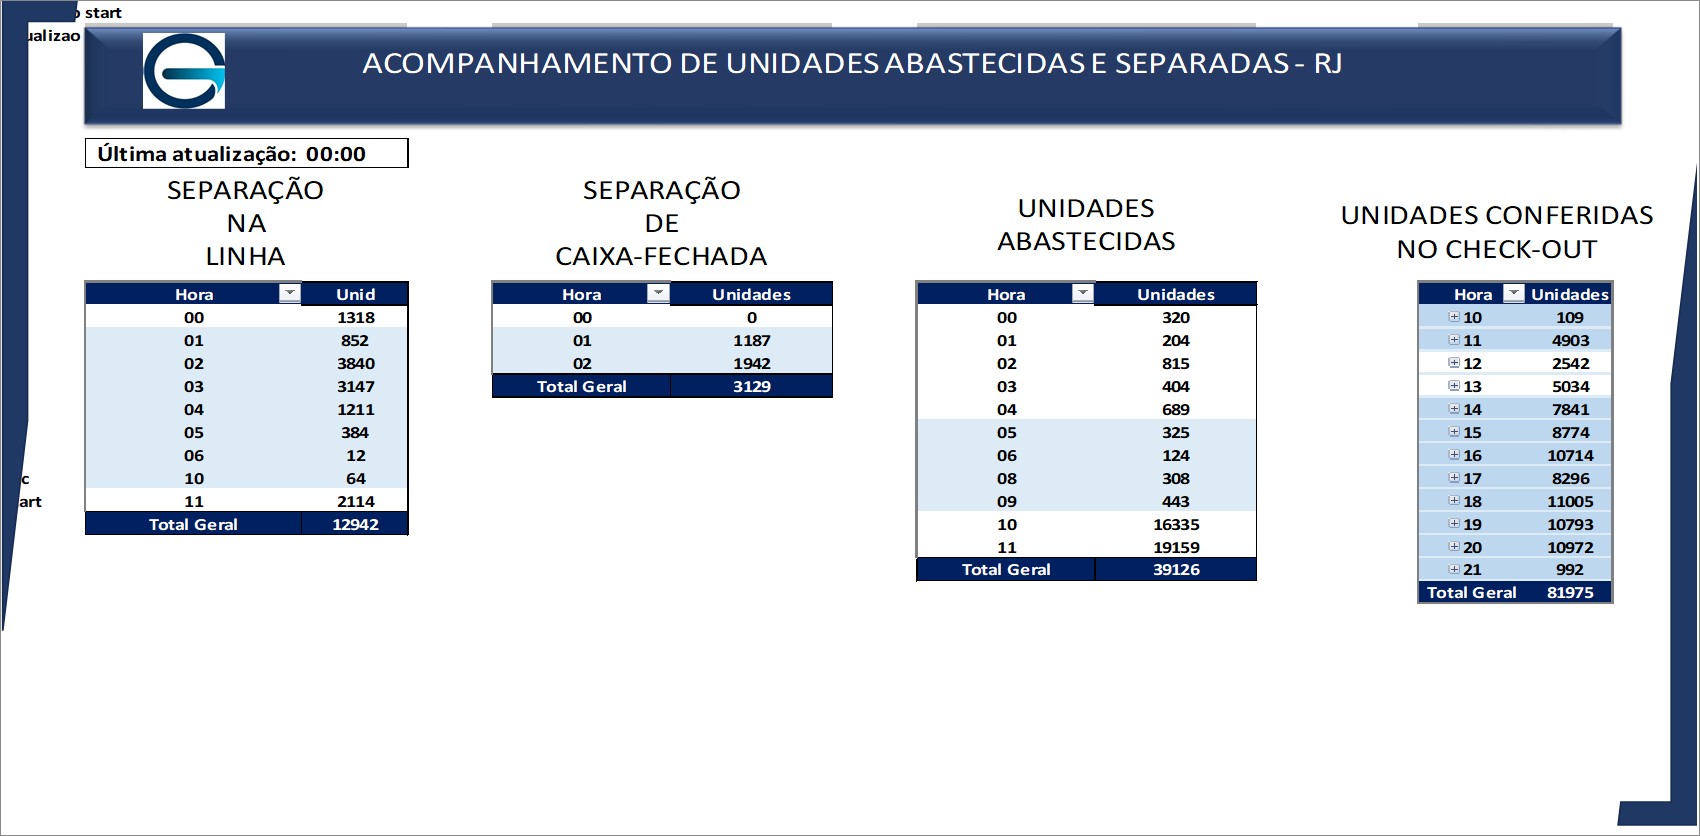 start
ACOMPANHAMENTO DE UNIDADES ABASTECIDAS E SEPARADAS - RJ
Última atualização: 00:00
SEPARAÇÃO
NA
LINHA
Hora Unid
00 1318
01 852
02 3840
03 3147
04 1211
05 384
06 12
10 64
11 2114
Total Geral 12942
SEPARAÇÃO
DE
CAIXA-FECHADA
Hora Unidades
00 0
01 1187
02 1942
Total Geral 3129
UNIDADES
ABASTECIDAS
Hora Unidades
00 320
01 204
02 815
03 404
04 689
05 325
06 124
08 308
09 443
10 16335
11 19159
Total Geral 39126
UNIDADES CONFERIDAS
NO CHECK-OUT
Hora Unidades
10 109
11 4903
12 2542
13 5034
14 7841
15 8774
16 10714
17 8296
18 11005
19 10793
20 10972
21 992
Total Geral 81975